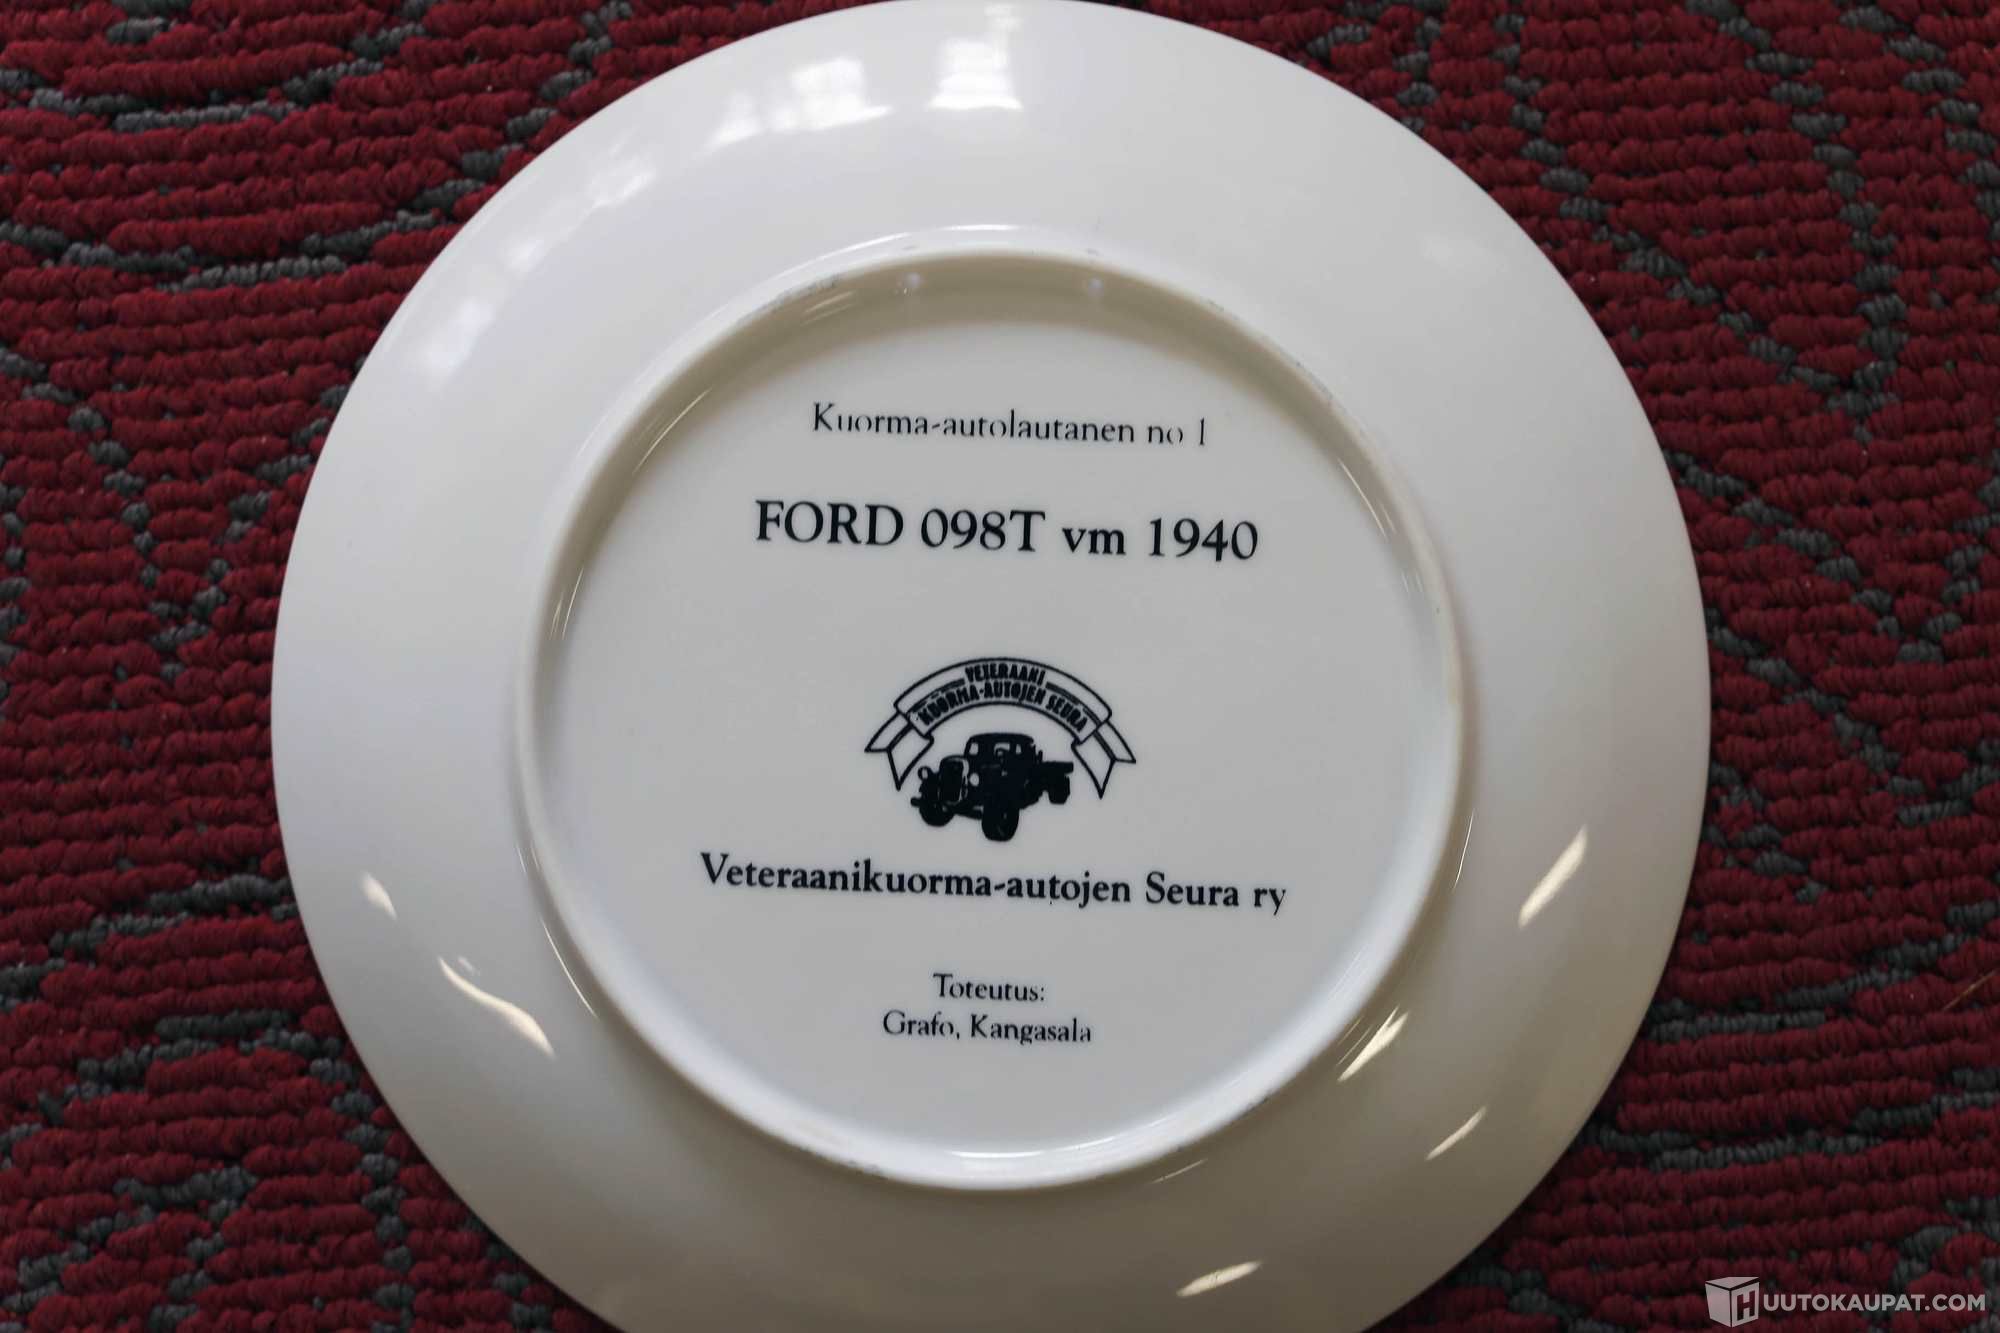 Kuorma-autolautanen no 1
FORD 098T vm 1940
VETERAANI
KUORMA-AUTOJEN SEURA
Veteraanikuorma-autojen Seura ry
Toteutus:
Grafo, Kangasala
HUUTOKAUPAT.COM